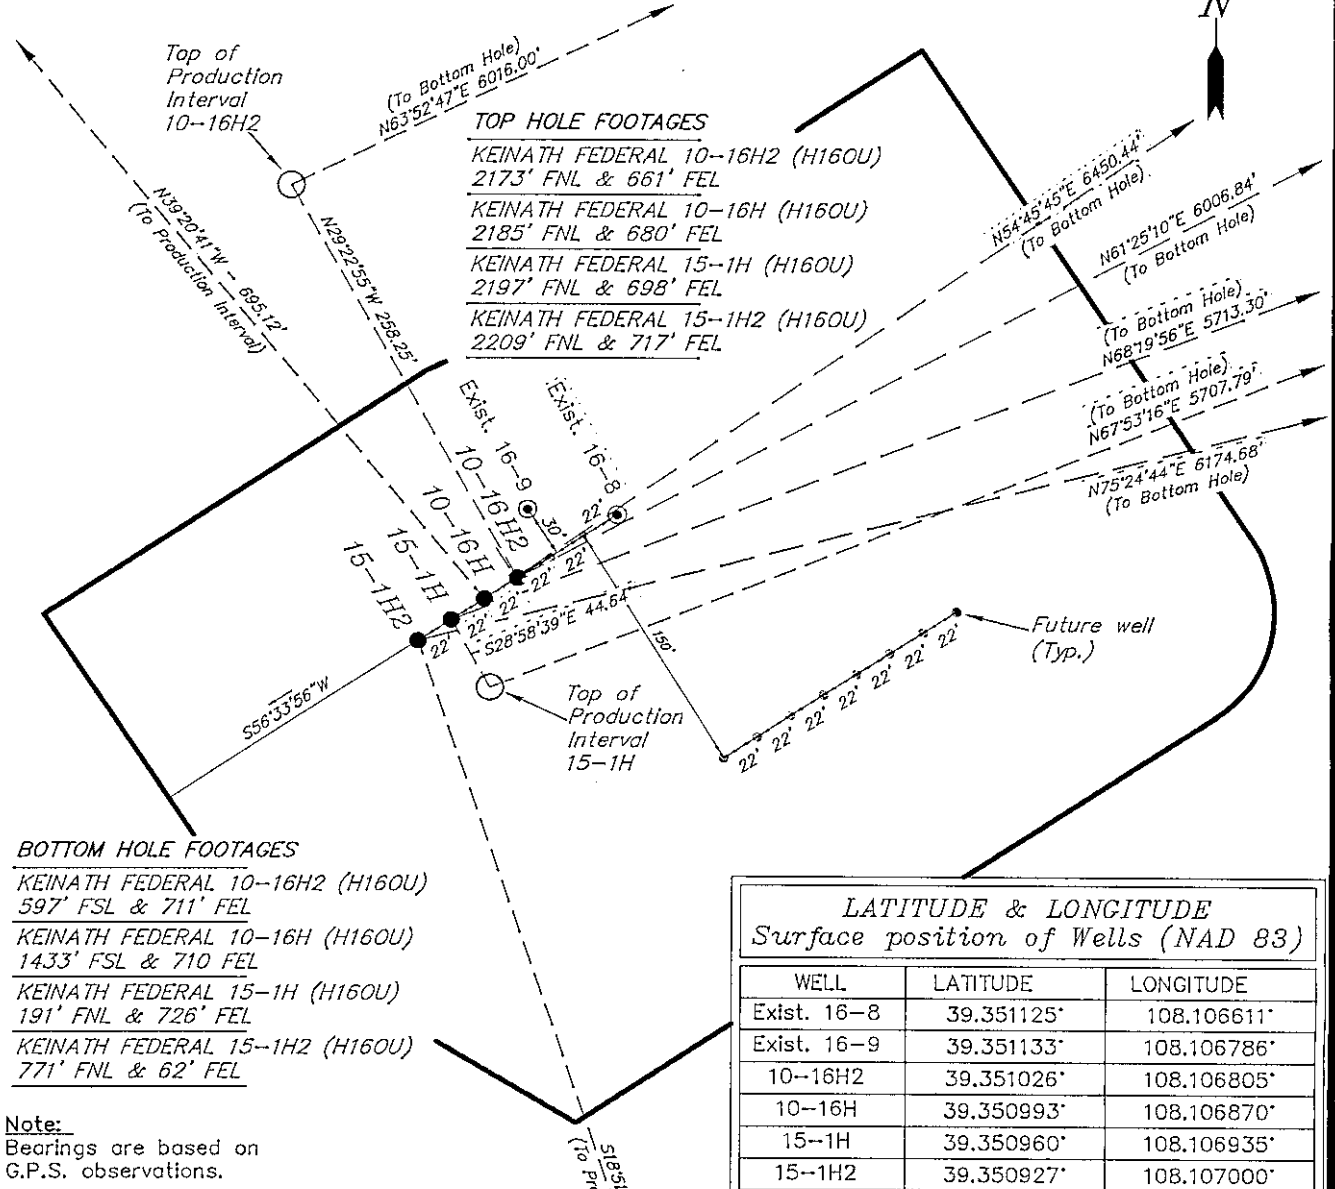 N
Top of
Production
Interval
10-16H2
(To Bottom Hole)
N63°52'47"E 6016.00'
N39°20'41"W - 695.12'
(To Production Interval)
N29°22'55"W 258.25'
TOP HOLE FOOTAGES
KEINATH FEDERAL 10-16H2 (H16OU)
2173' FNL & 661' FEL
KEINATH FEDERAL 10-16H (H16OU)
2185' FNL & 680' FEL
KEINATH FEDERAL 15-1H (H16OU)
2197' FNL & 698' FEL
KEINATH FEDERAL 15-1H2 (H16OU)
2209' FNL & 717' FEL
N54°45'45"E 6450.44'
(To Bottom Hole)
N61°25'10"E 6006.84'
(To Bottom Hole)
(To Bottom Hole)
N68°19'56"E 5713.30'
(To Bottom Hole)
N67°53'16"E 5707.79'
N75°24'44"E 6174.68'
(To Bottom Hole)
Exist. 16-8
Exist. 16-9
10-16H2
10-16H
15-1H
15-1H2
30'
22'
22'
22'
22'
22'
22'
22'
S28°58'39"E 44.64'
150'
S56°33'56"W
Top of
Production
Interval
15-1H
Future well
(Typ.)
22'
22'
22'
22'
22'
22'
22'
BOTTOM HOLE FOOTAGES
KEINATH FEDERAL 10-16H2 (H16OU)
597' FSL & 711' FEL
KEINATH FEDERAL 10-16H (H16OU)
1433' FSL & 710 FEL
KEINATH FEDERAL 15-1H (H16OU)
191' FNL & 726' FEL
KEINATH FEDERAL 15-1H2 (H16OU)
771' FNL & 62' FEL
Note:
Bearings are based on
G.P.S. observations.
(To
LATITUDE & LONGITUDE
Surface position of Wells (NAD 83)
WELL LATITUDE LONGITUDE
Exist. 16-8 39.351125° 108.106611°
Exist. 16-9 39.351133° 108.106786°
10-16H2 39.351026° 108.106805°
10-16H 39.350993° 108.106870°
15-1H 39.350960° 108.106935°
15-1H2 39.350927° 108.107000°